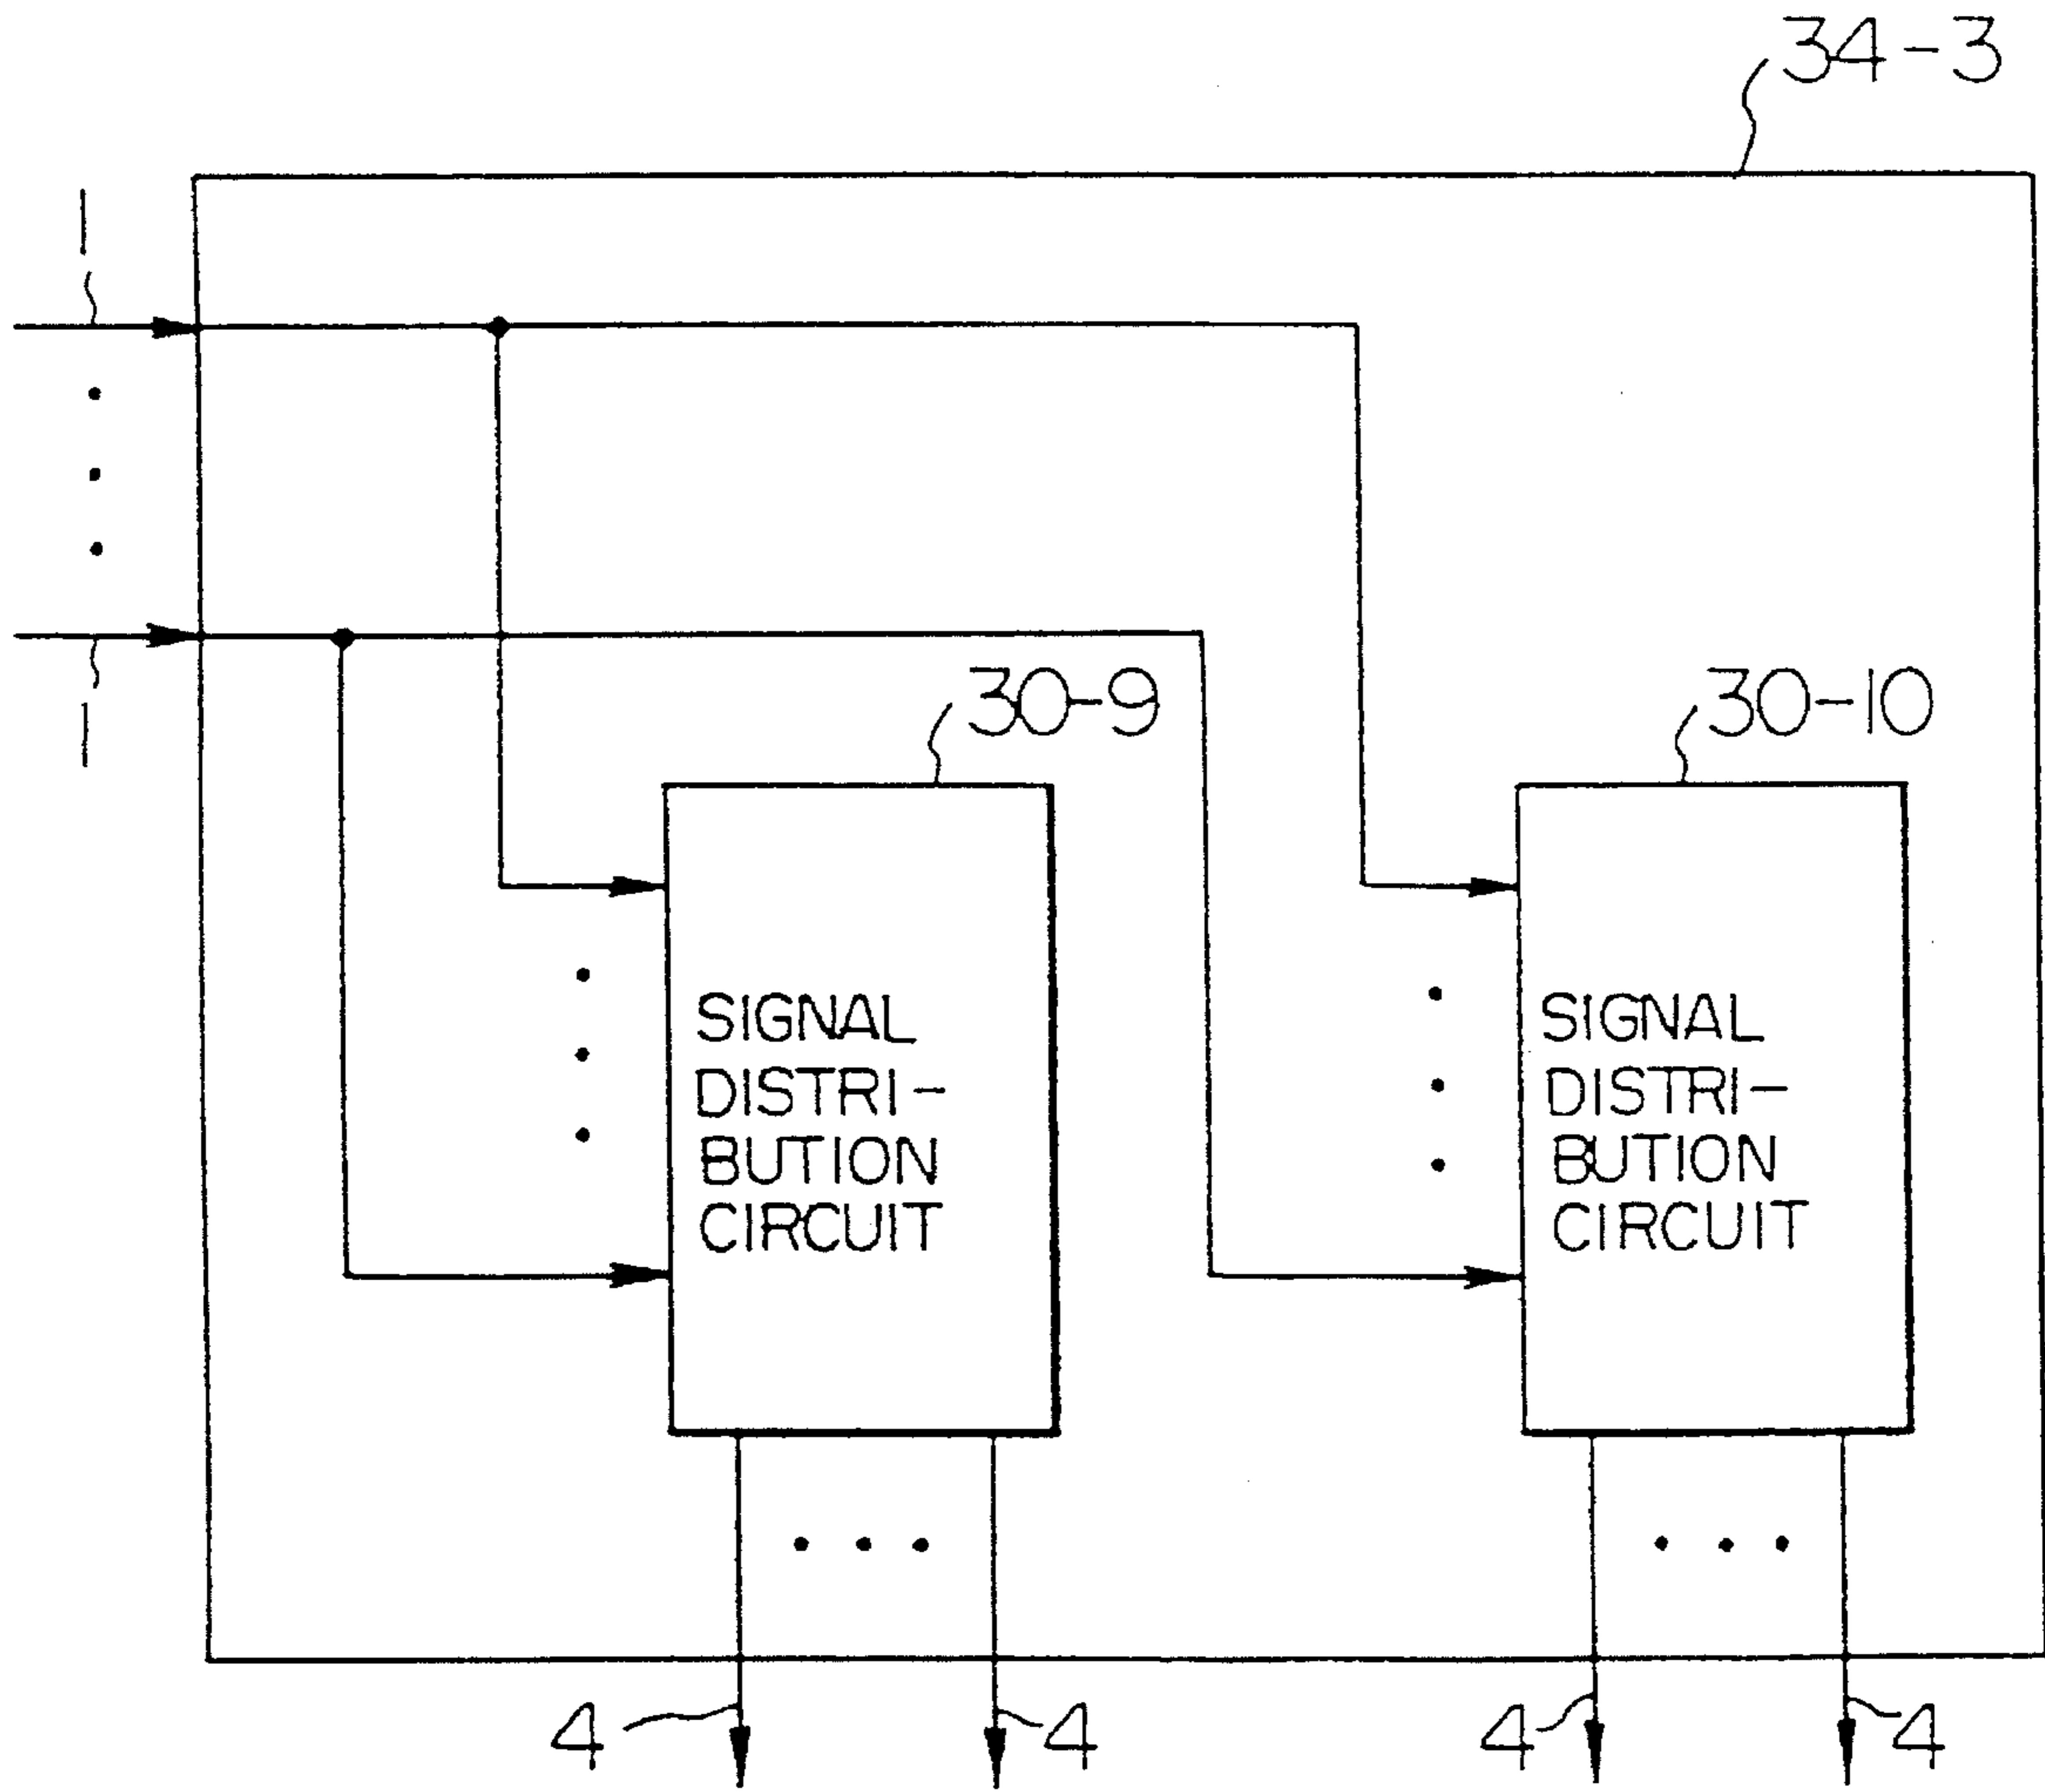 34-3
1
1
30-9
30-10
SIGNAL
DISTRI-
BUTION
CIRCUIT
SIGNAL
DISTRI-
BUTION
CIRCUIT
4
4
4
4